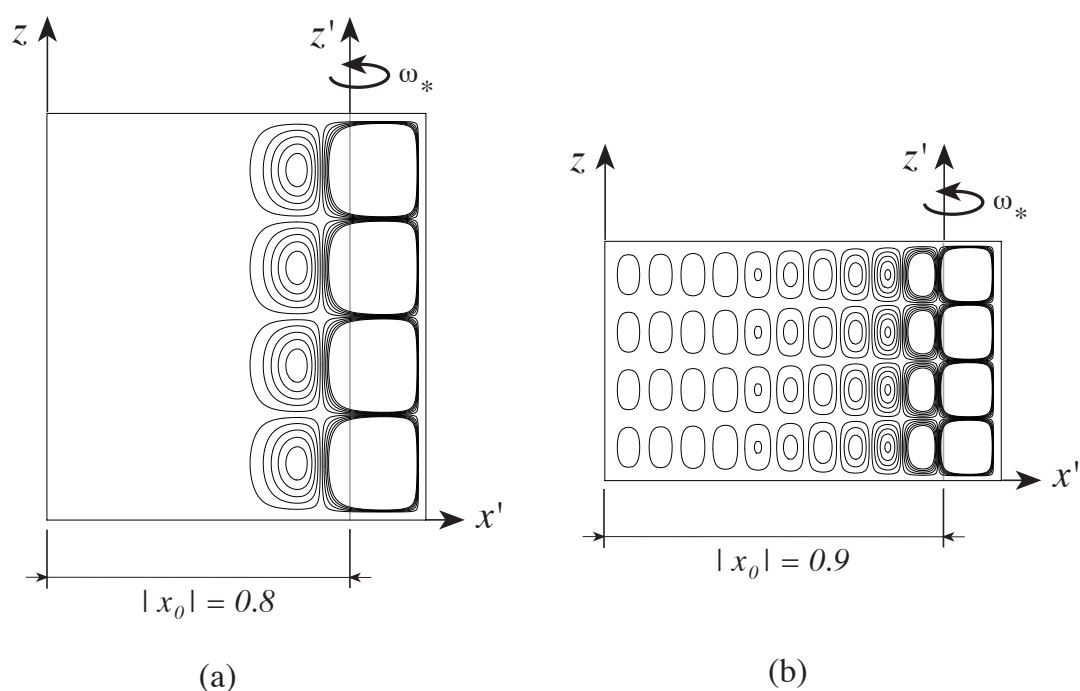 z
z'
ω*
x'
| x₀| = 0.8
(a)
z
z'
ω*
x'
| x₀| = 0.9
(b)